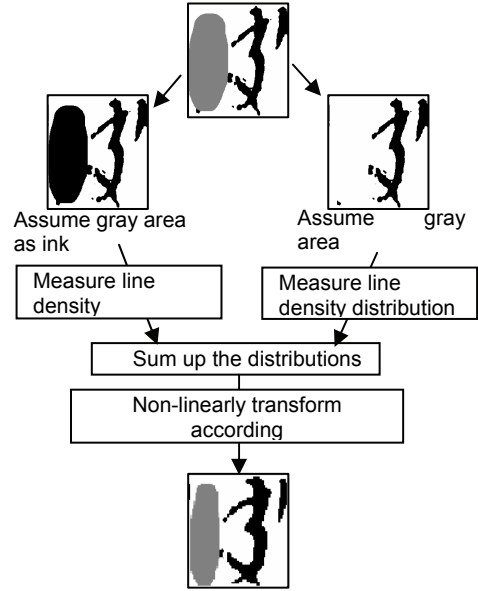 Assume gray area
as ink
Assume gray
area
Measure line
density
Measure line
density distribution
Sum up the distributions
Non-linearly transform
according